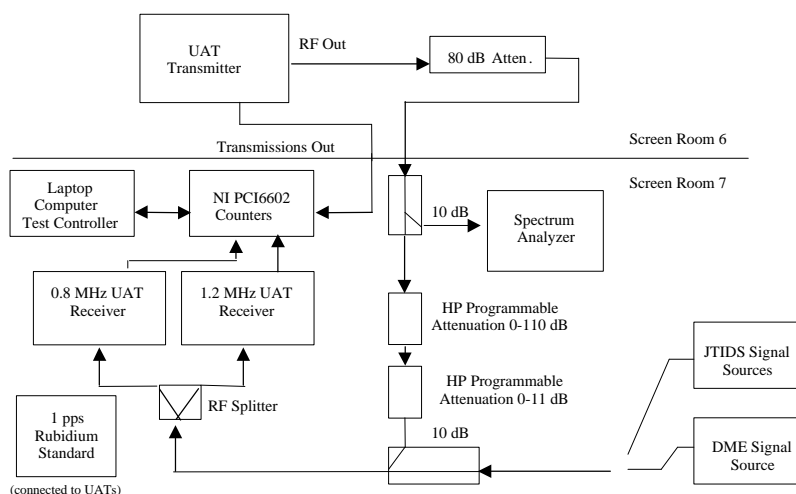 UAT
Transmitter
RF Out
80 dB Atten.
Transmissions Out
Screen Room 6
Screen Room 7
Laptop
Computer
Test Controller
NI PCI6602
Counters
10 dB
Spectrum
Analyzer
0.8 MHz UAT
Receiver
1.2 MHz UAT
Receiver
HP Programmable
Attenuation 0-110 dB
JTIDS Signal
Sources
HP Programmable
Attenuation 0-11 dB
RF Splitter
1 pps
Rubidium
Standard
(connected to UATs)
10 dB
DME Signal
Source